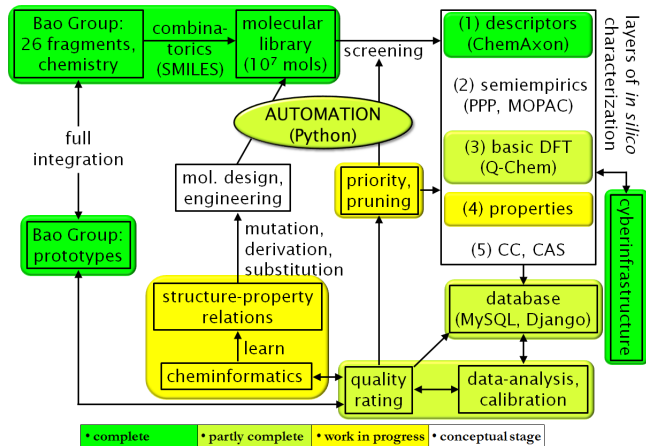 Bao Group:
26 fragments,
chemistry
combina-
torics
(SMILES)
molecular
library
(10⁷ mols)
screening
(1) descriptors
(ChemAxon)
(2) semiempirics
(PPP, MOPAC)
(3) basic DFT
(Q-Chem)
(4) properties
(5) CC, CAS
layers of in silico
characterization
AUTOMATION
(Python)
full
integration
mol. design,
engineering
priority,
pruning
Bao Group:
prototypes
mutation,
derivation,
substitution
cyberinfrastructure
structure-property
relations
learn
cheminformatics
database
(MySQL, Django)
quality
rating
data-analysis,
calibration
• complete
• partly complete
• work in progress
• conceptual stage